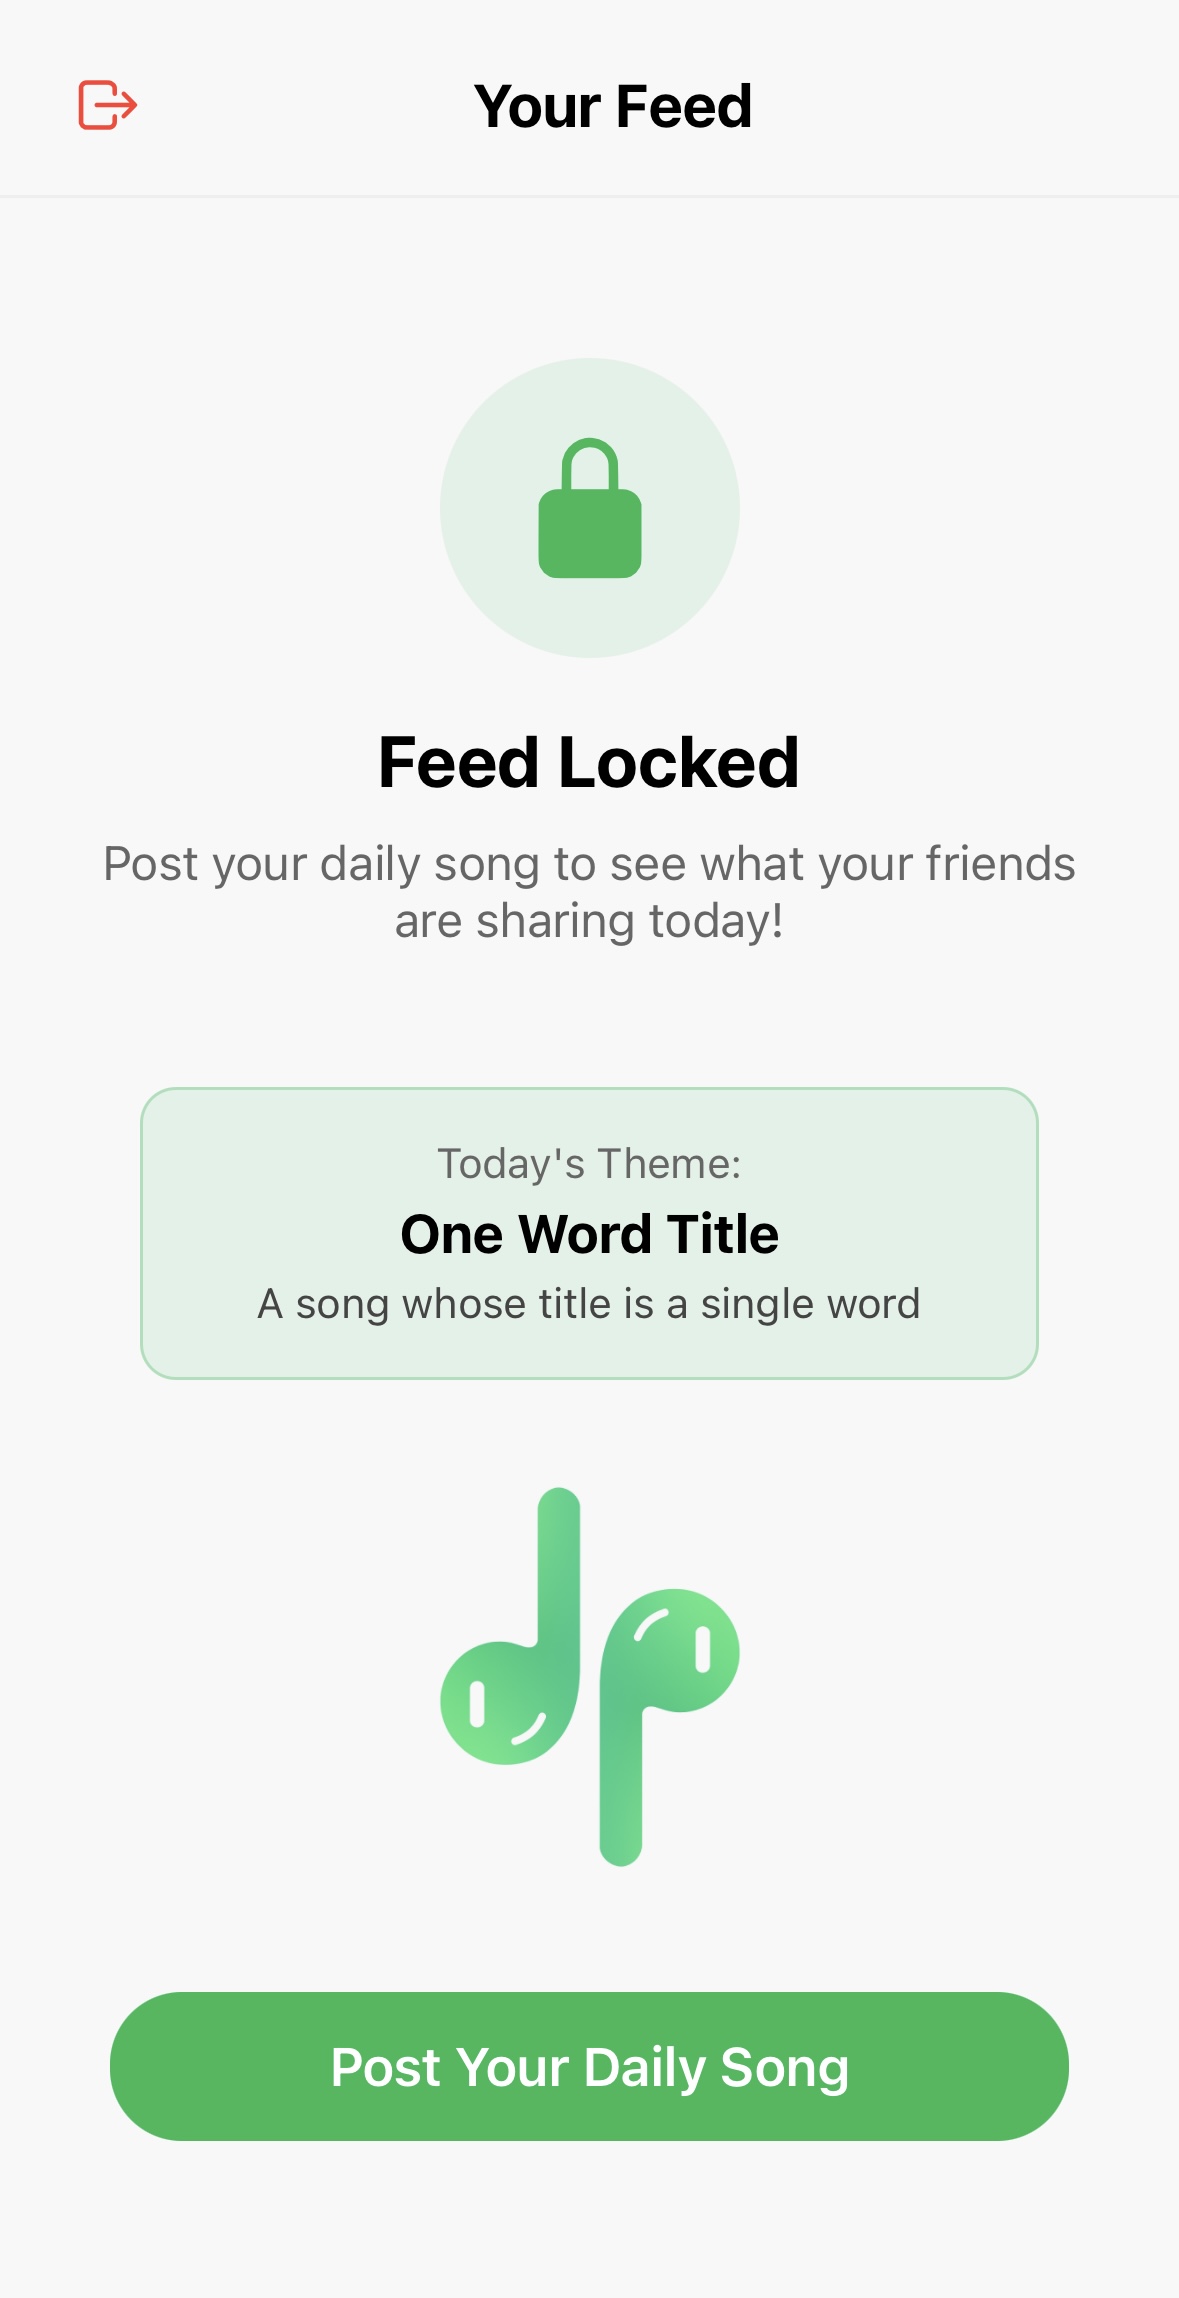 Your Feed
Feed Locked
Post your daily song to see what your friends
are sharing today!
Today's Theme:
One Word Title
A song whose title is a single word
Post Your Daily Song